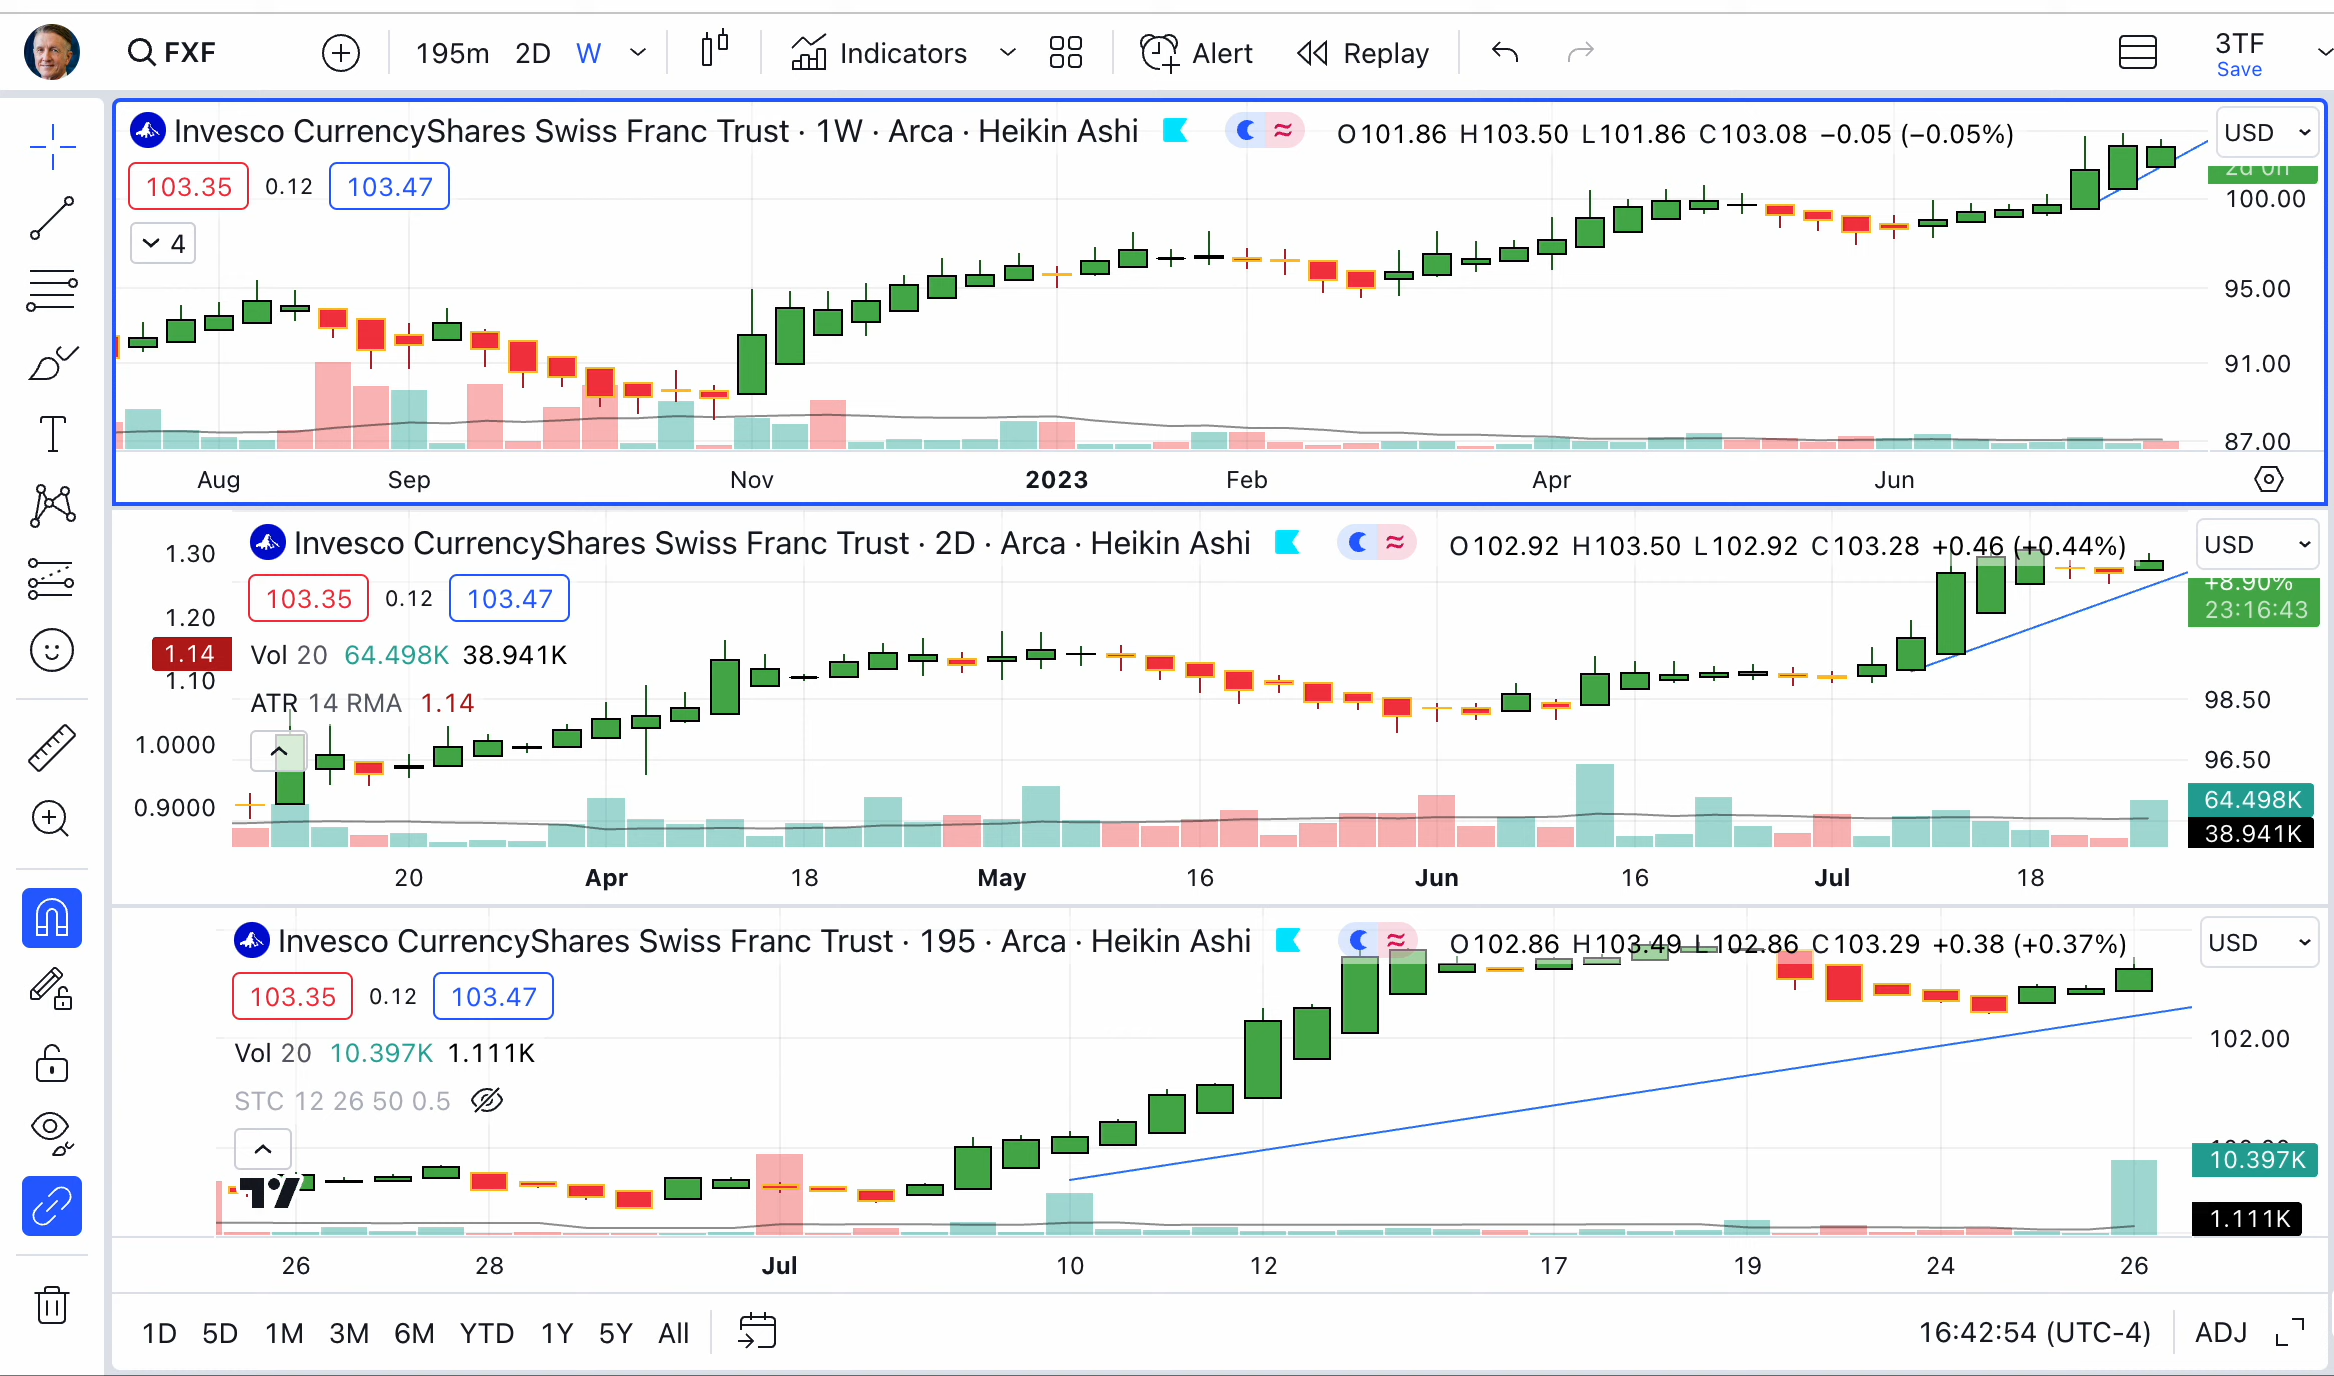 FXF 195m 2D W Indicators Alert Replay 3TF
Save
Invesco CurrencyShares Swiss Franc Trust · 1W · Arca · Heikin Ashi O101.86 H103.50 L101.86 C103.08 −0.05 (−0.05%) USD
2d 0h
103.35 0.12 103.47
100.00
4
95.00
91.00
87.00
Aug Sep Nov 2023 Feb Apr Jun
Invesco CurrencyShares Swiss Franc Trust · 2D · Arca · Heikin Ashi O102.92 H103.50 L102.92 C103.28 +0.46 (+0.44%) USD
1.30
103.35 0.12 103.47
+8.90%
23:16:43
1.20
1.14
Vol 20 64.498K 38.941K
1.10
ATR 14 RMA 1.14
98.50
1.0000
96.50
0.9000
64.498K
38.941K
20 Apr 18 May 16 Jun 16 Jul 18
Invesco CurrencyShares Swiss Franc Trust · 195 · Arca · Heikin Ashi O102.86 H103.49 L102.86 C103.29 +0.38 (+0.37%) USD
103.35 0.12 103.47
102.00
Vol 20 10.397K 1.111K
STC 12 26 50 0.5
10.397K
1.111K
26 28 Jul 10 12 17 19 24 26
1D 5D 1M 3M 6M YTD 1Y 5Y All 16:42:54 (UTC-4) ADJ